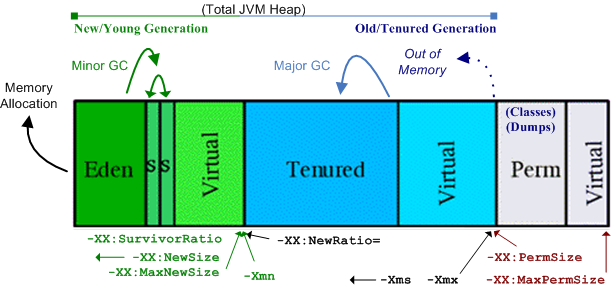 (Total JVM Heap)
New/Young Generation
Old/Tenured Generation
Minor GC
Major GC
Out of
Memory
Memory
Allocation
Eden
S
S
Virtual
Tenured
Virtual
(Classes)
(Dumps)
Perm
Virtual
-XX:SurvivorRatio
-XX:NewRatio=
-XX:NewSize
-XX:MaxNewSize
-Xmn
-Xms
-Xmx
-XX:PermSize
-XX:MaxPermSize